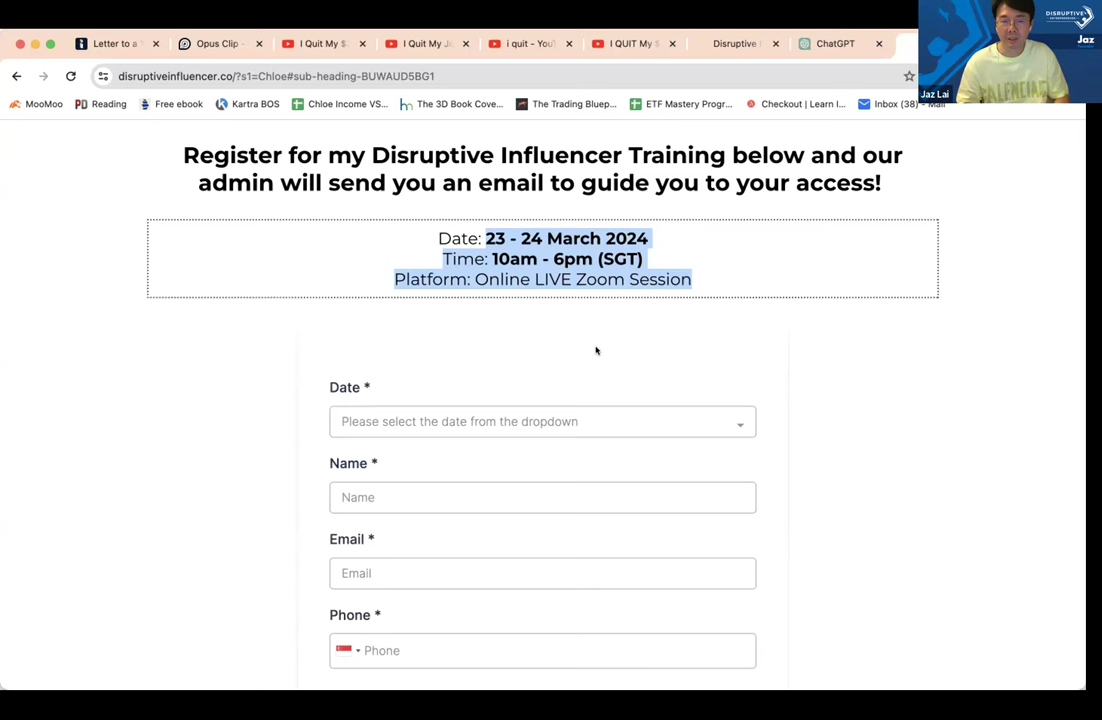 Letter to a
Opus Clip -
I Quit My $
I Quit My J
i quit – You
I QUIT My $
Disruptive
ChatGPT
DISRUPTIVE
ENTREPRENEUR
Jaz
disruptiveinfluencer.co/?s1=Chloe#sub-heading-BUWAUD5BG1
Jaz Lai
MooMoo
Reading
Free ebook
Kartra BOS
Chloe Income VS...
The 3D Book Cove...
The Trading Bluep...
ETF Mastery Progr...
Checkout | Learn I...
Inbox (38)
Register for my Disruptive Influencer Training below and our
admin will send you an email to guide you to your access!
Date: 23 - 24 March 2024
Time: 10am - 6pm (SGT)
Platform: Online LIVE Zoom Session
Date *
Please select the date from the dropdown
Name *
Name
Email *
Email
Phone *
Phone